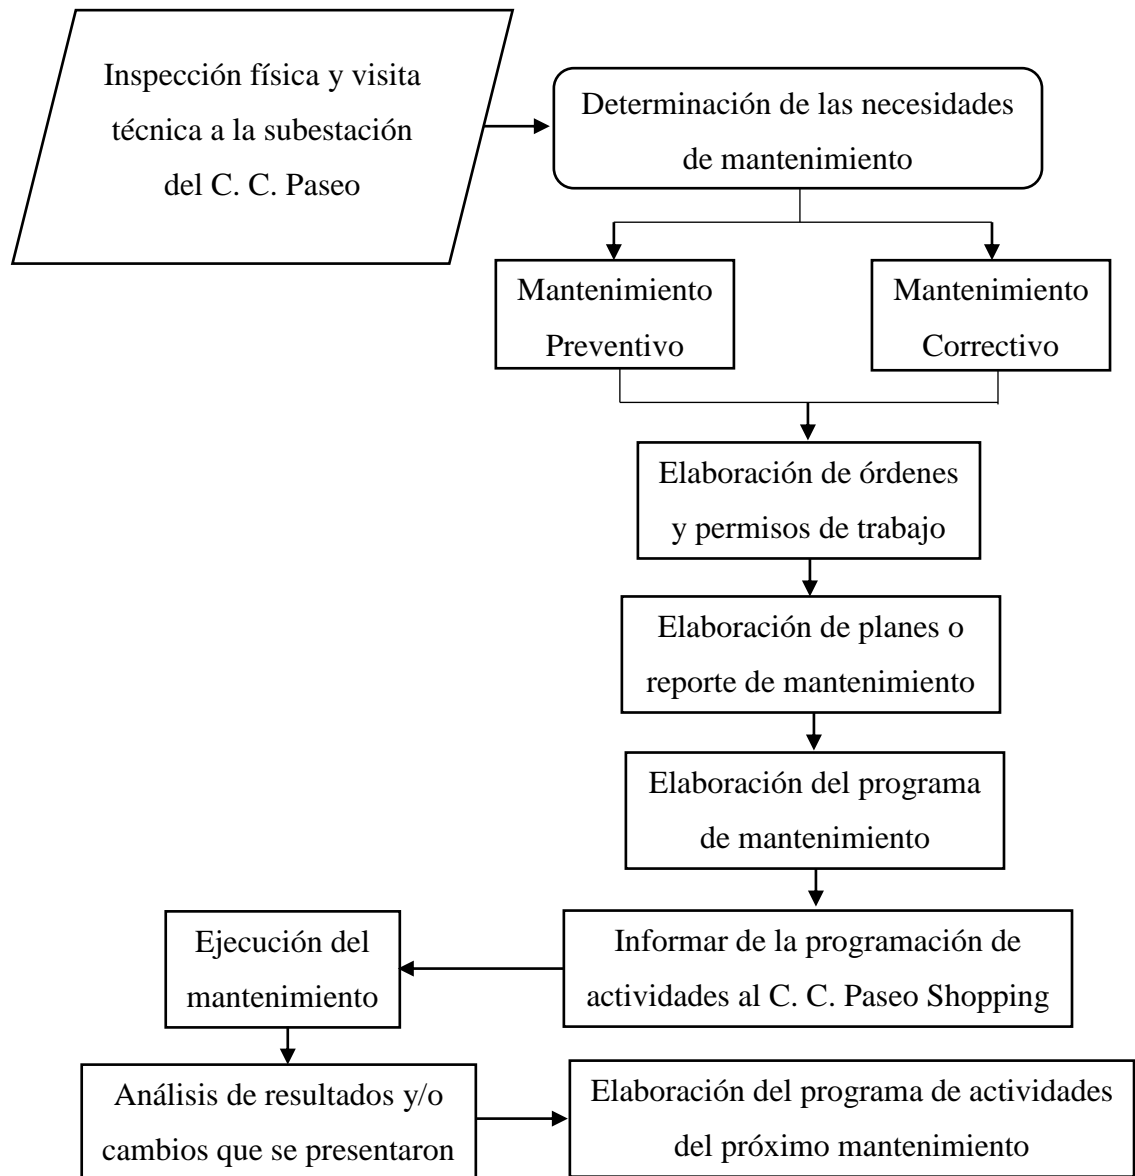 Inspección física y visita
técnica a la subestación
del C. C. Paseo
Determinación de las necesidades
de mantenimiento
Mantenimiento
Preventivo
Mantenimiento
Correctivo
Elaboración de órdenes
y permisos de trabajo
Elaboración de planes o
reporte de mantenimiento
Elaboración del programa
de mantenimiento
Informar de la programación de
actividades al C. C. Paseo Shopping
Ejecución del
mantenimiento
Análisis de resultados y/o
cambios que se presentaron
Elaboración del programa de actividades
del próximo mantenimiento